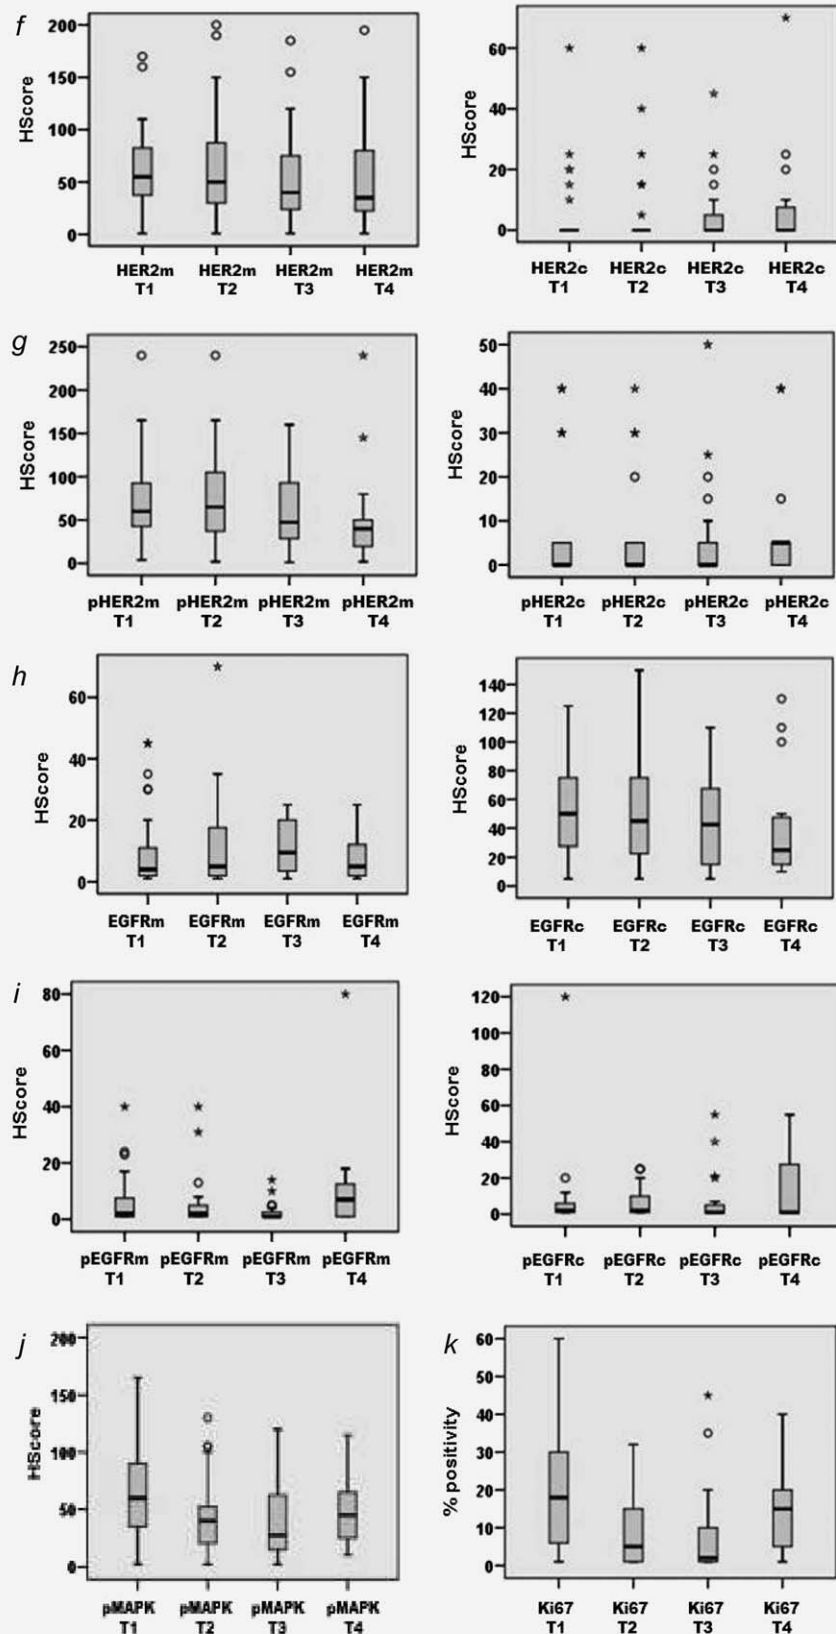 f
HScore
200
150
100
50
0
HER2m T1 HER2m T2 HER2m T3 HER2m T4
HScore
60
40
20
0
HER2c T1 HER2c T2 HER2c T3 HER2c T4
g
HScore
250
200
150
100
50
0
pHER2m T1 pHER2m T2 pHER2m T3 pHER2m T4
HScore
50
40
30
20
10
0
pHER2c T1 pHER2c T2 pHER2c T3 pHER2c T4
h
HScore
60
40
20
0
EGFRm T1 EGFRm T2 EGFRm T3 EGFRm T4
HScore
140
120
100
80
60
40
20
0
EGFRc T1 EGFRc T2 EGFRc T3 EGFRc T4
i
HScore
80
60
40
20
0
pEGFRm T1 pEGFRm T2 pEGFRm T3 pEGFRm T4
HScore
120
100
80
60
40
20
0
pEGFRc T1 pEGFRc T2 pEGFRc T3 pEGFRc T4
j
HScore
200
150
100
50
0
pMAPK T1 pMAPK T2 pMAPK T3 pMAPK T4
k
% positivity
60
50
40
30
20
10
0
Ki67 T1 Ki67 T2 Ki67 T3 Ki67 T4